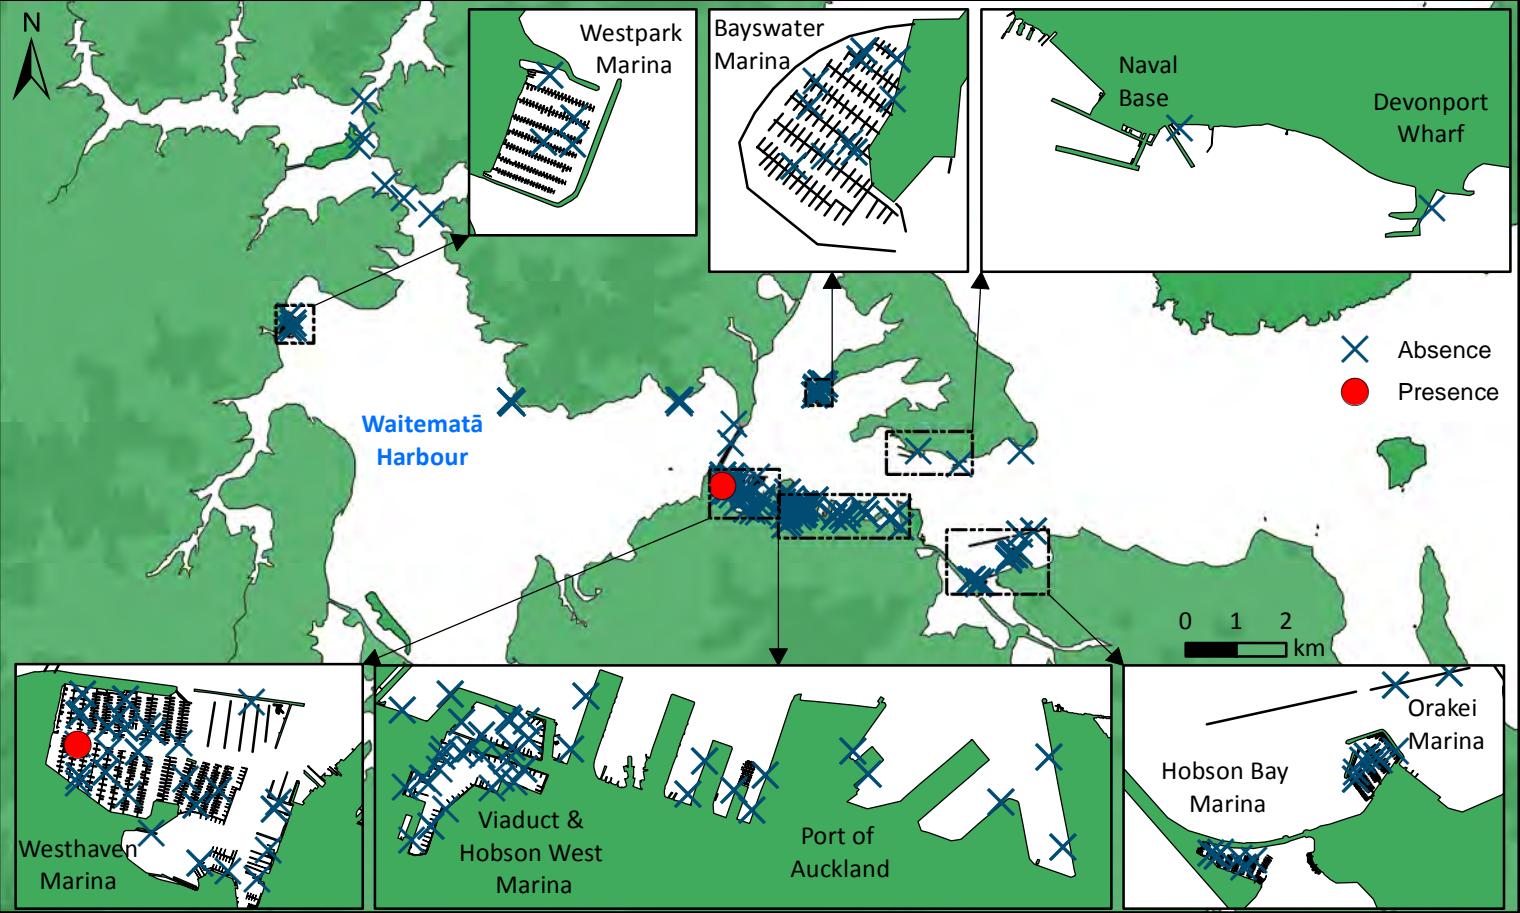 N
Westpark
Marina
Bayswater
Marina
Naval
Base
Devonport
Wharf
Absence
Presence
Waitematā
Harbour
0 1 2
km
Westhaven
Marina
Viaduct &
Hobson West
Marina
Port of
Auckland
Hobson Bay
Marina
Orakei
Marina